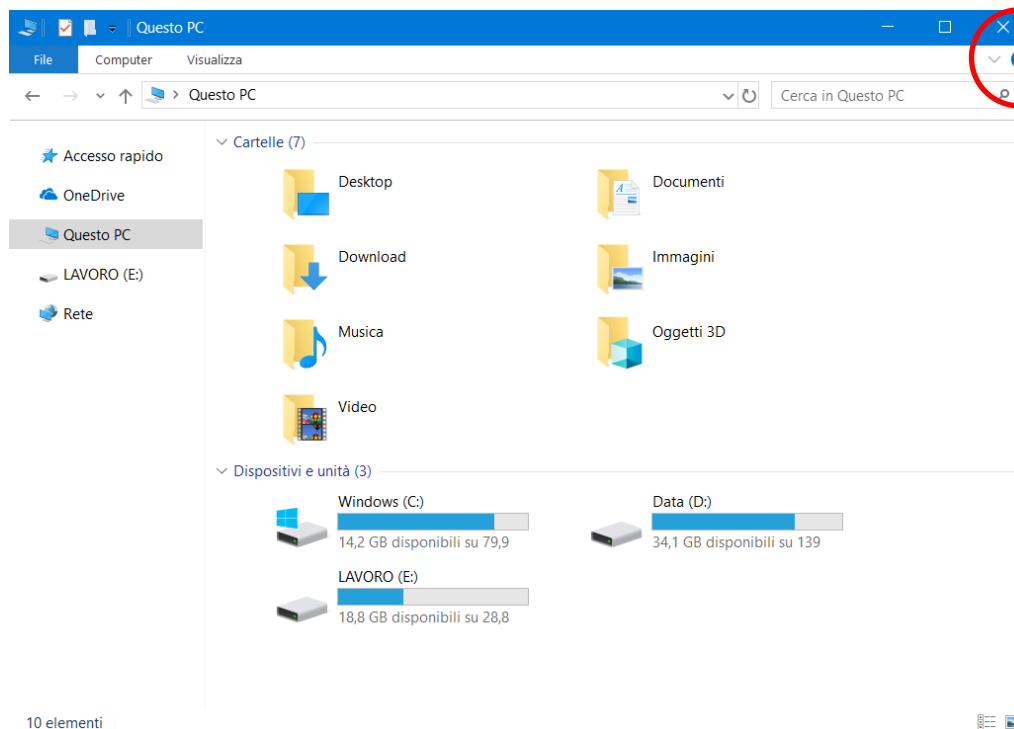 Questo PC
File Computer Visualizza
Questo PC
Cerca in Questo PC
Accesso rapido
OneDrive
Questo PC
LAVORO (E:)
Rete
Cartelle (7)
Desktop
Documenti
Download
Immagini
Musica
Oggetti 3D
Video
Dispositivi e unità (3)
Windows (C:)
14,2 GB disponibili su 79,9
Data (D:)
34,1 GB disponibili su 139
LAVORO (E:)
18,8 GB disponibili su 28,8
10 elementi